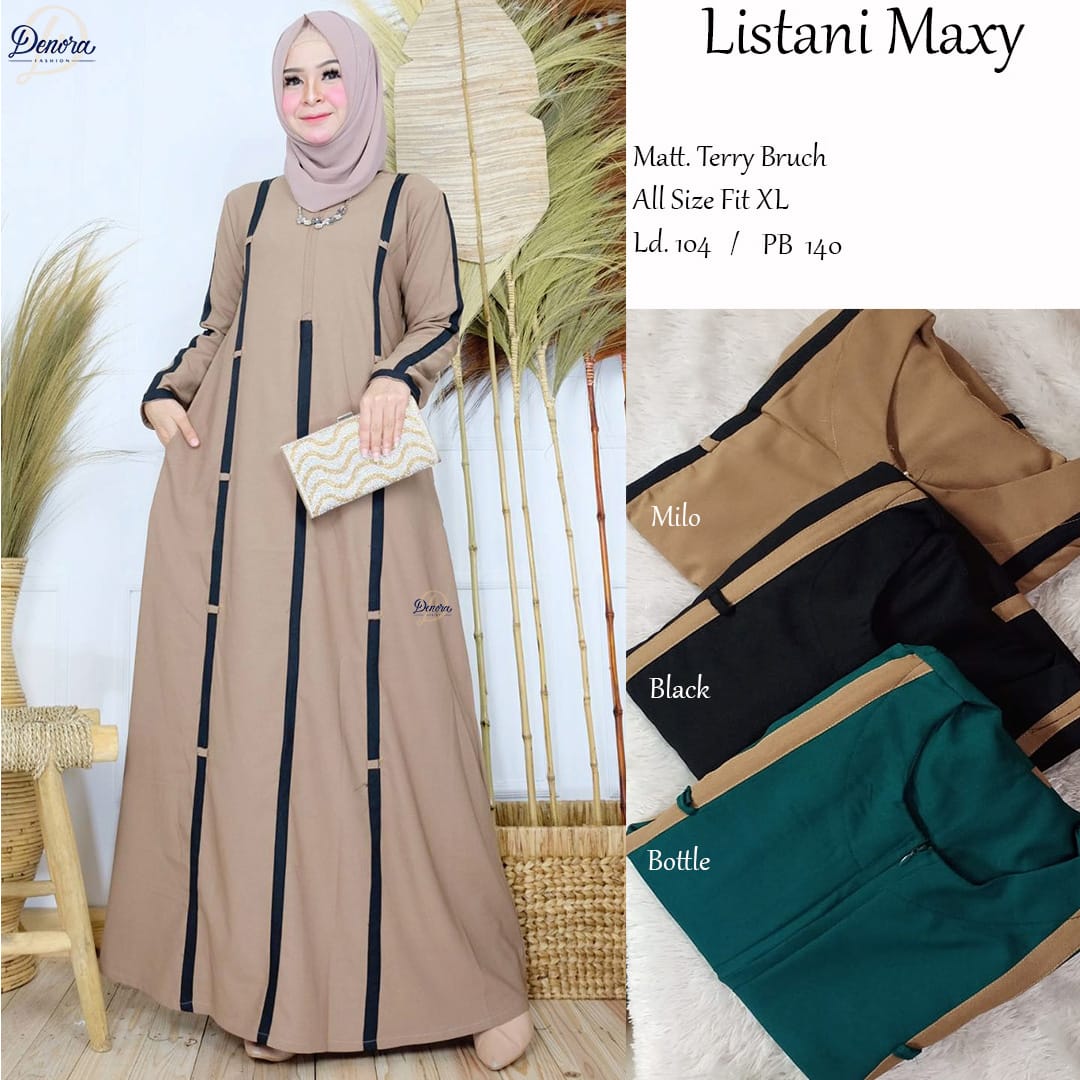 Denora
FASHION
Listani Maxy
Matt. Terry Bruch
All Size Fit XL
Ld. 104 / PB 140
Denora
Milo
Black
Bottle